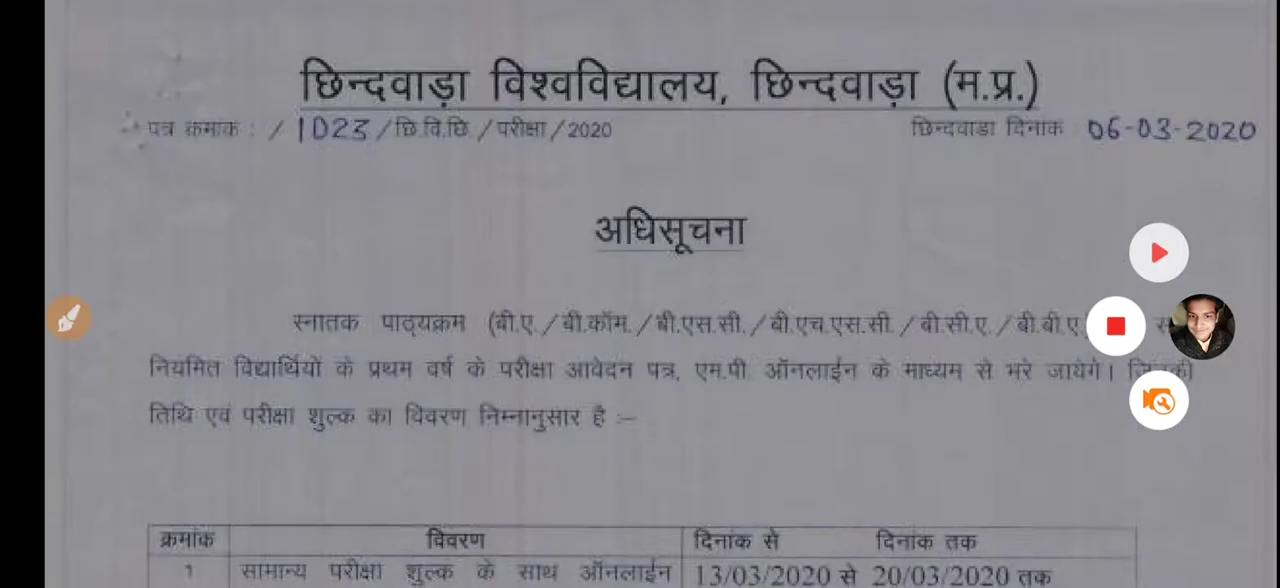 छिन्दवाड़ा विश्वविद्यालय, छिन्दवाड़ा (म.प्र.)
पत्र क्रमांक : / 1023 / छि.वि.छि. / परीक्षा / 2020 छिन्दवाडा दिनांक 06-03-2020
अधिसूचना
स्नातक पाठ्यक्रम (बी.ए. / बी.कॉम. / बी.एस.सी. / बी.एच.एस.सी. / बी.सी.ए. / बी.बी.ए
नियमित विद्यार्थियों के प्रथम वर्ष के परीक्षा आवेदन पत्र, एम.पी. ऑनलाईन के माध्यम से भरे जायेगे।
तिथि एवं परीक्षा शुल्क का विवरण निम्नानुसार है :–
क्रमांक विवरण दिनांक से दिनांक तक
1 सामान्य परीक्षा शुल्क के साथ ऑनलाईन 13/03/2020 से 20/03/2020 तक